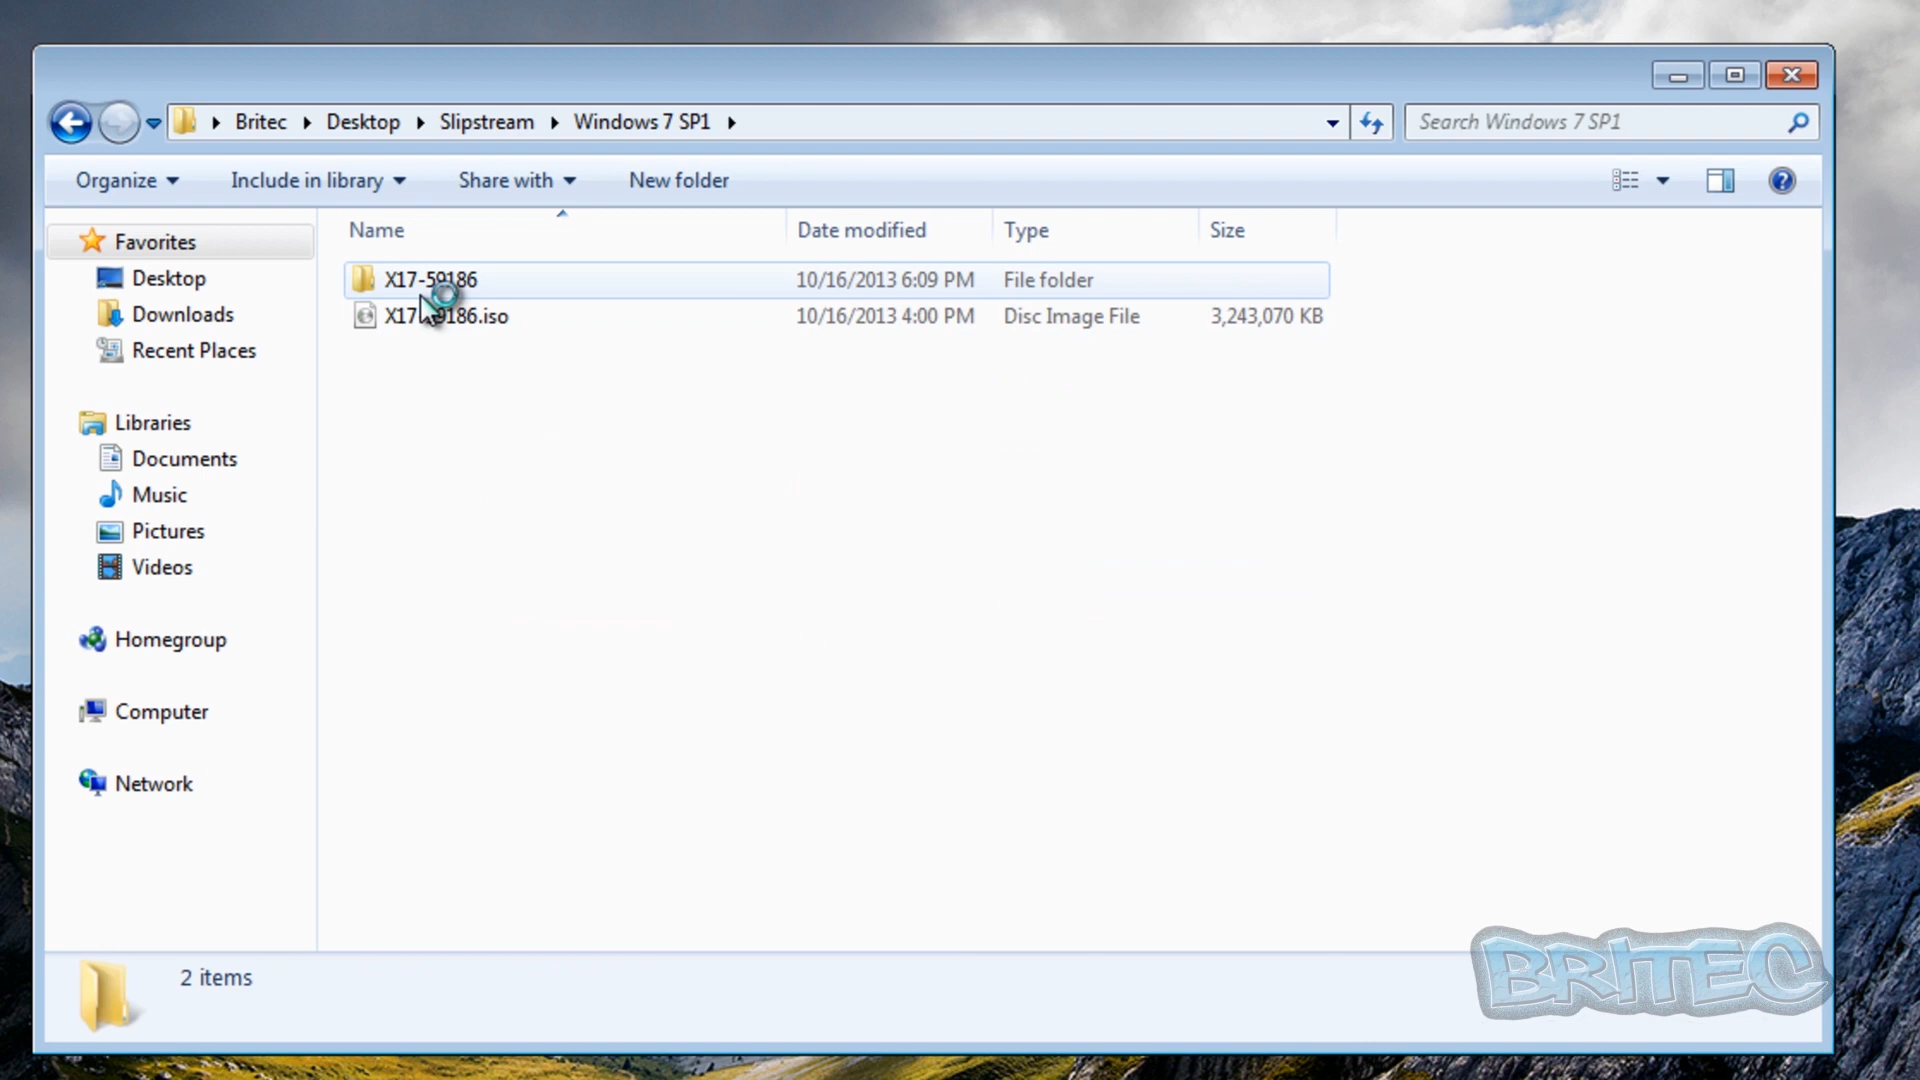 Britec Desktop Slipstream Windows 7 SP1
Search Windows 7 SP1
Organize Include in library Share with New folder
Name Date modified Type Size
Favorites
Desktop
Downloads
Recent Places
Libraries
Documents
Music
Pictures
Videos
Homegroup
Computer
Network
X17-59186 10/16/2013 6:09 PM File folder
X17-59186.iso 10/16/2013 4:00 PM Disc Image File 3,243,070 KB
2 items
BRITEC